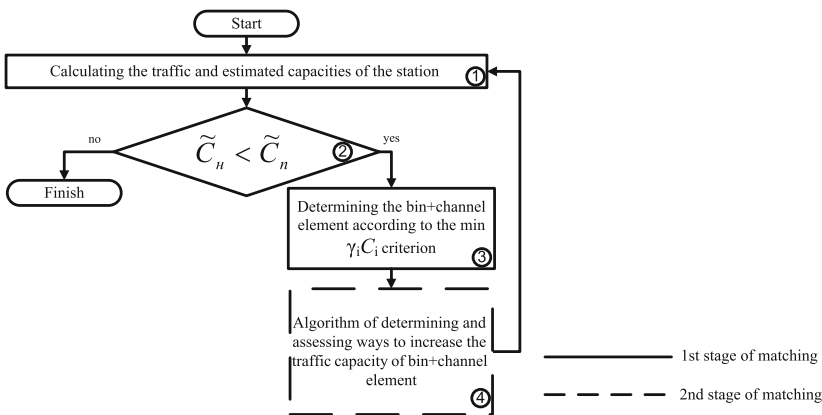 Start
Calculating the traffic and estimated capacities of the station
1
no
C̃н < C̃п
2
yes
Finish
Determining the bin+channel
element according to the min
γiCi criterion
3
Algorithm of determining and
assessing ways to increase the
traffic capacity of bin+channel
element
4
1st stage of matching
2nd stage of matching